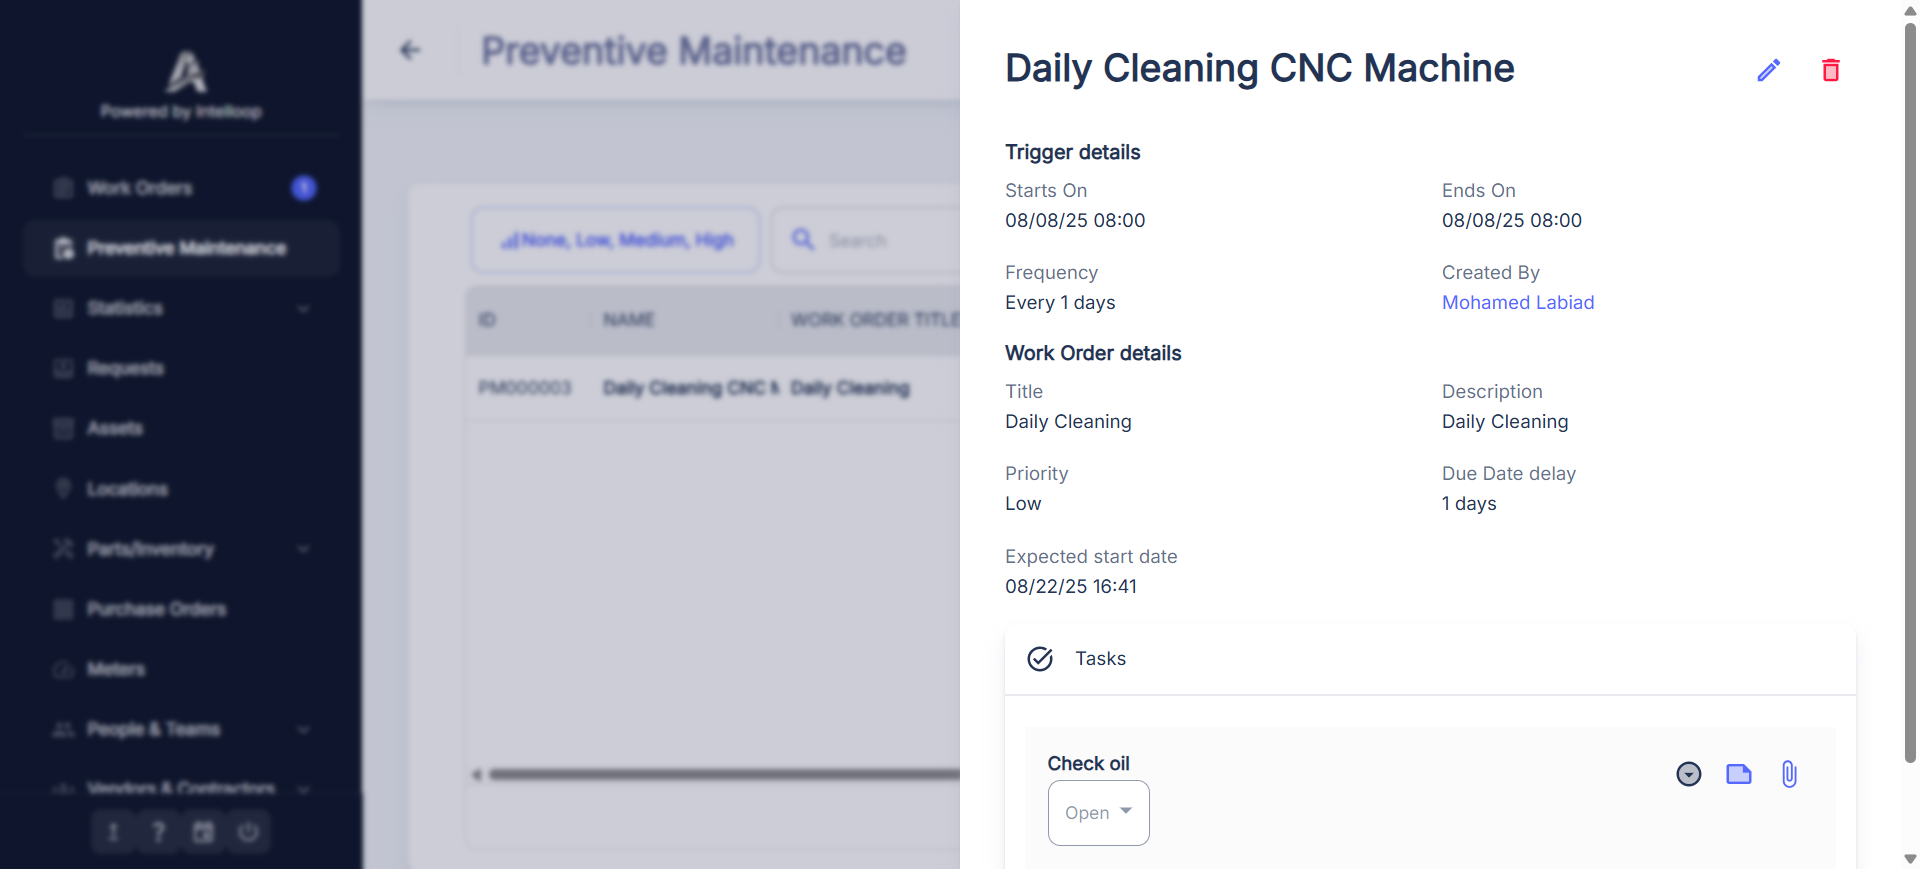 Powered by Intelloop
Work Orders
1
Preventive Maintenance
Statistics
Requests
Assets
Locations
Parts/Inventory
Purchase Orders
Meters
People & Teams
Vendors & Contractors
?
Preventive Maintenance
None, Low, Medium, High
Search
ID NAME WORK ORDER TITLE
PM000003 Daily Cleaning CNC M Daily Cleaning
Daily Cleaning CNC Machine
Trigger details
Starts On Ends On
08/08/25 08:00 08/08/25 08:00
Frequency Created By
Every 1 days Mohamed Labiad
Work Order details
Title Description
Daily Cleaning Daily Cleaning
Priority Due Date delay
Low 1 days
Expected start date
08/22/25 16:41
Tasks
Check oil
Open